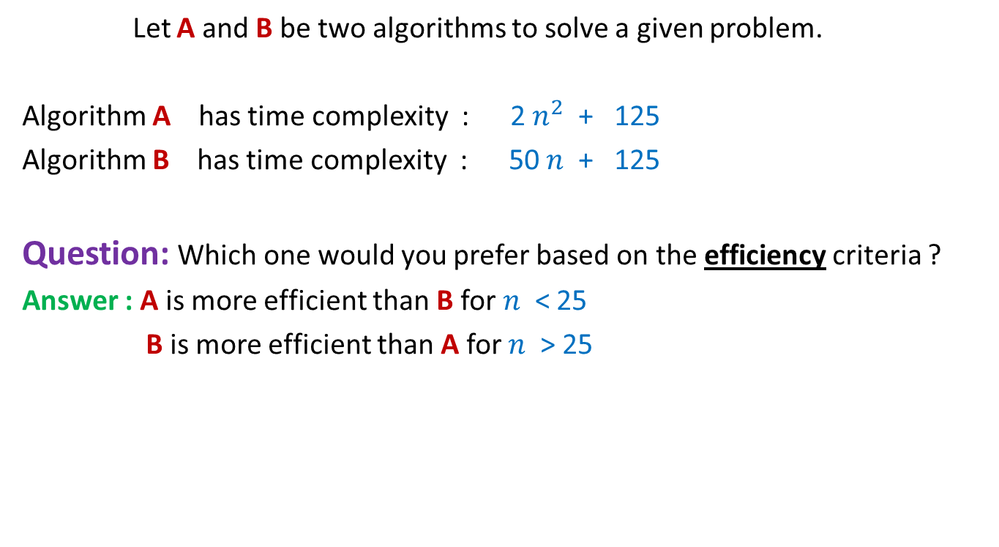 Let A and B be two algorithms to solve a given problem.
Algorithm A has time complexity : 2 n² + 125
Algorithm B has time complexity : 50 n + 125
Question: Which one would you prefer based on the efficiency criteria ?
Answer : A is more efficient than B for n < 25
B is more efficient than A for n > 25